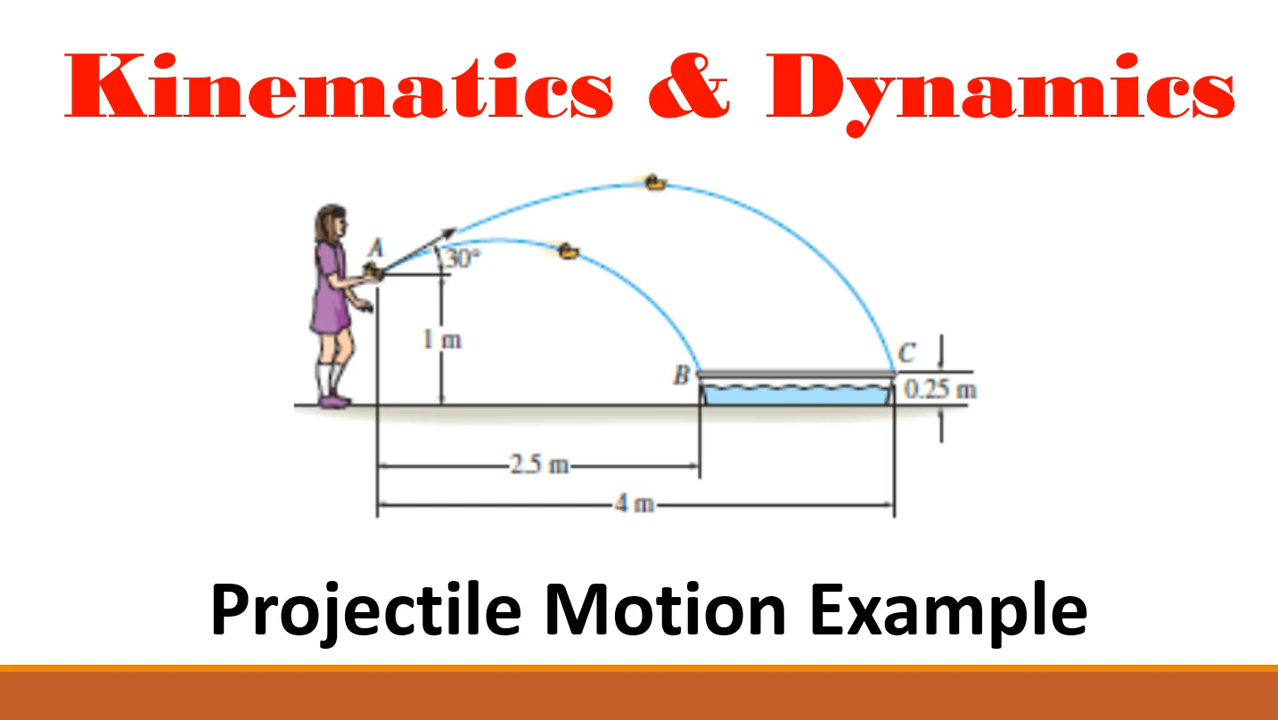 Kinematics & Dynamics
A
30°
1 m
B
C
0.25 m
2.5 m
4 m
Projectile Motion Example